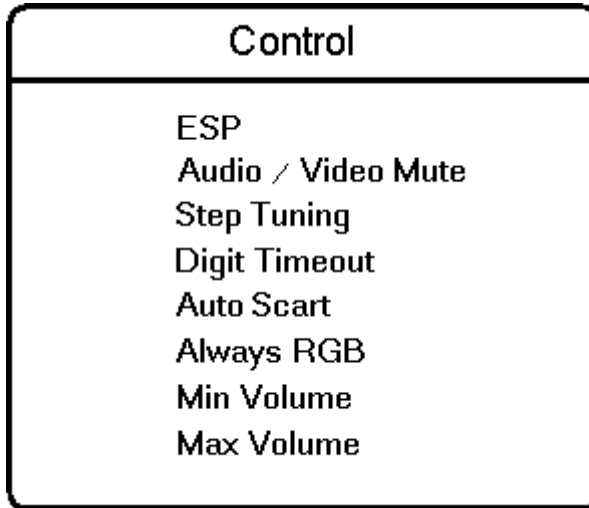 Control
ESP
Audio / Video Mute
Step Tuning
Digit Timeout
Auto Scart
Always RGB
Min Volume
Max Volume